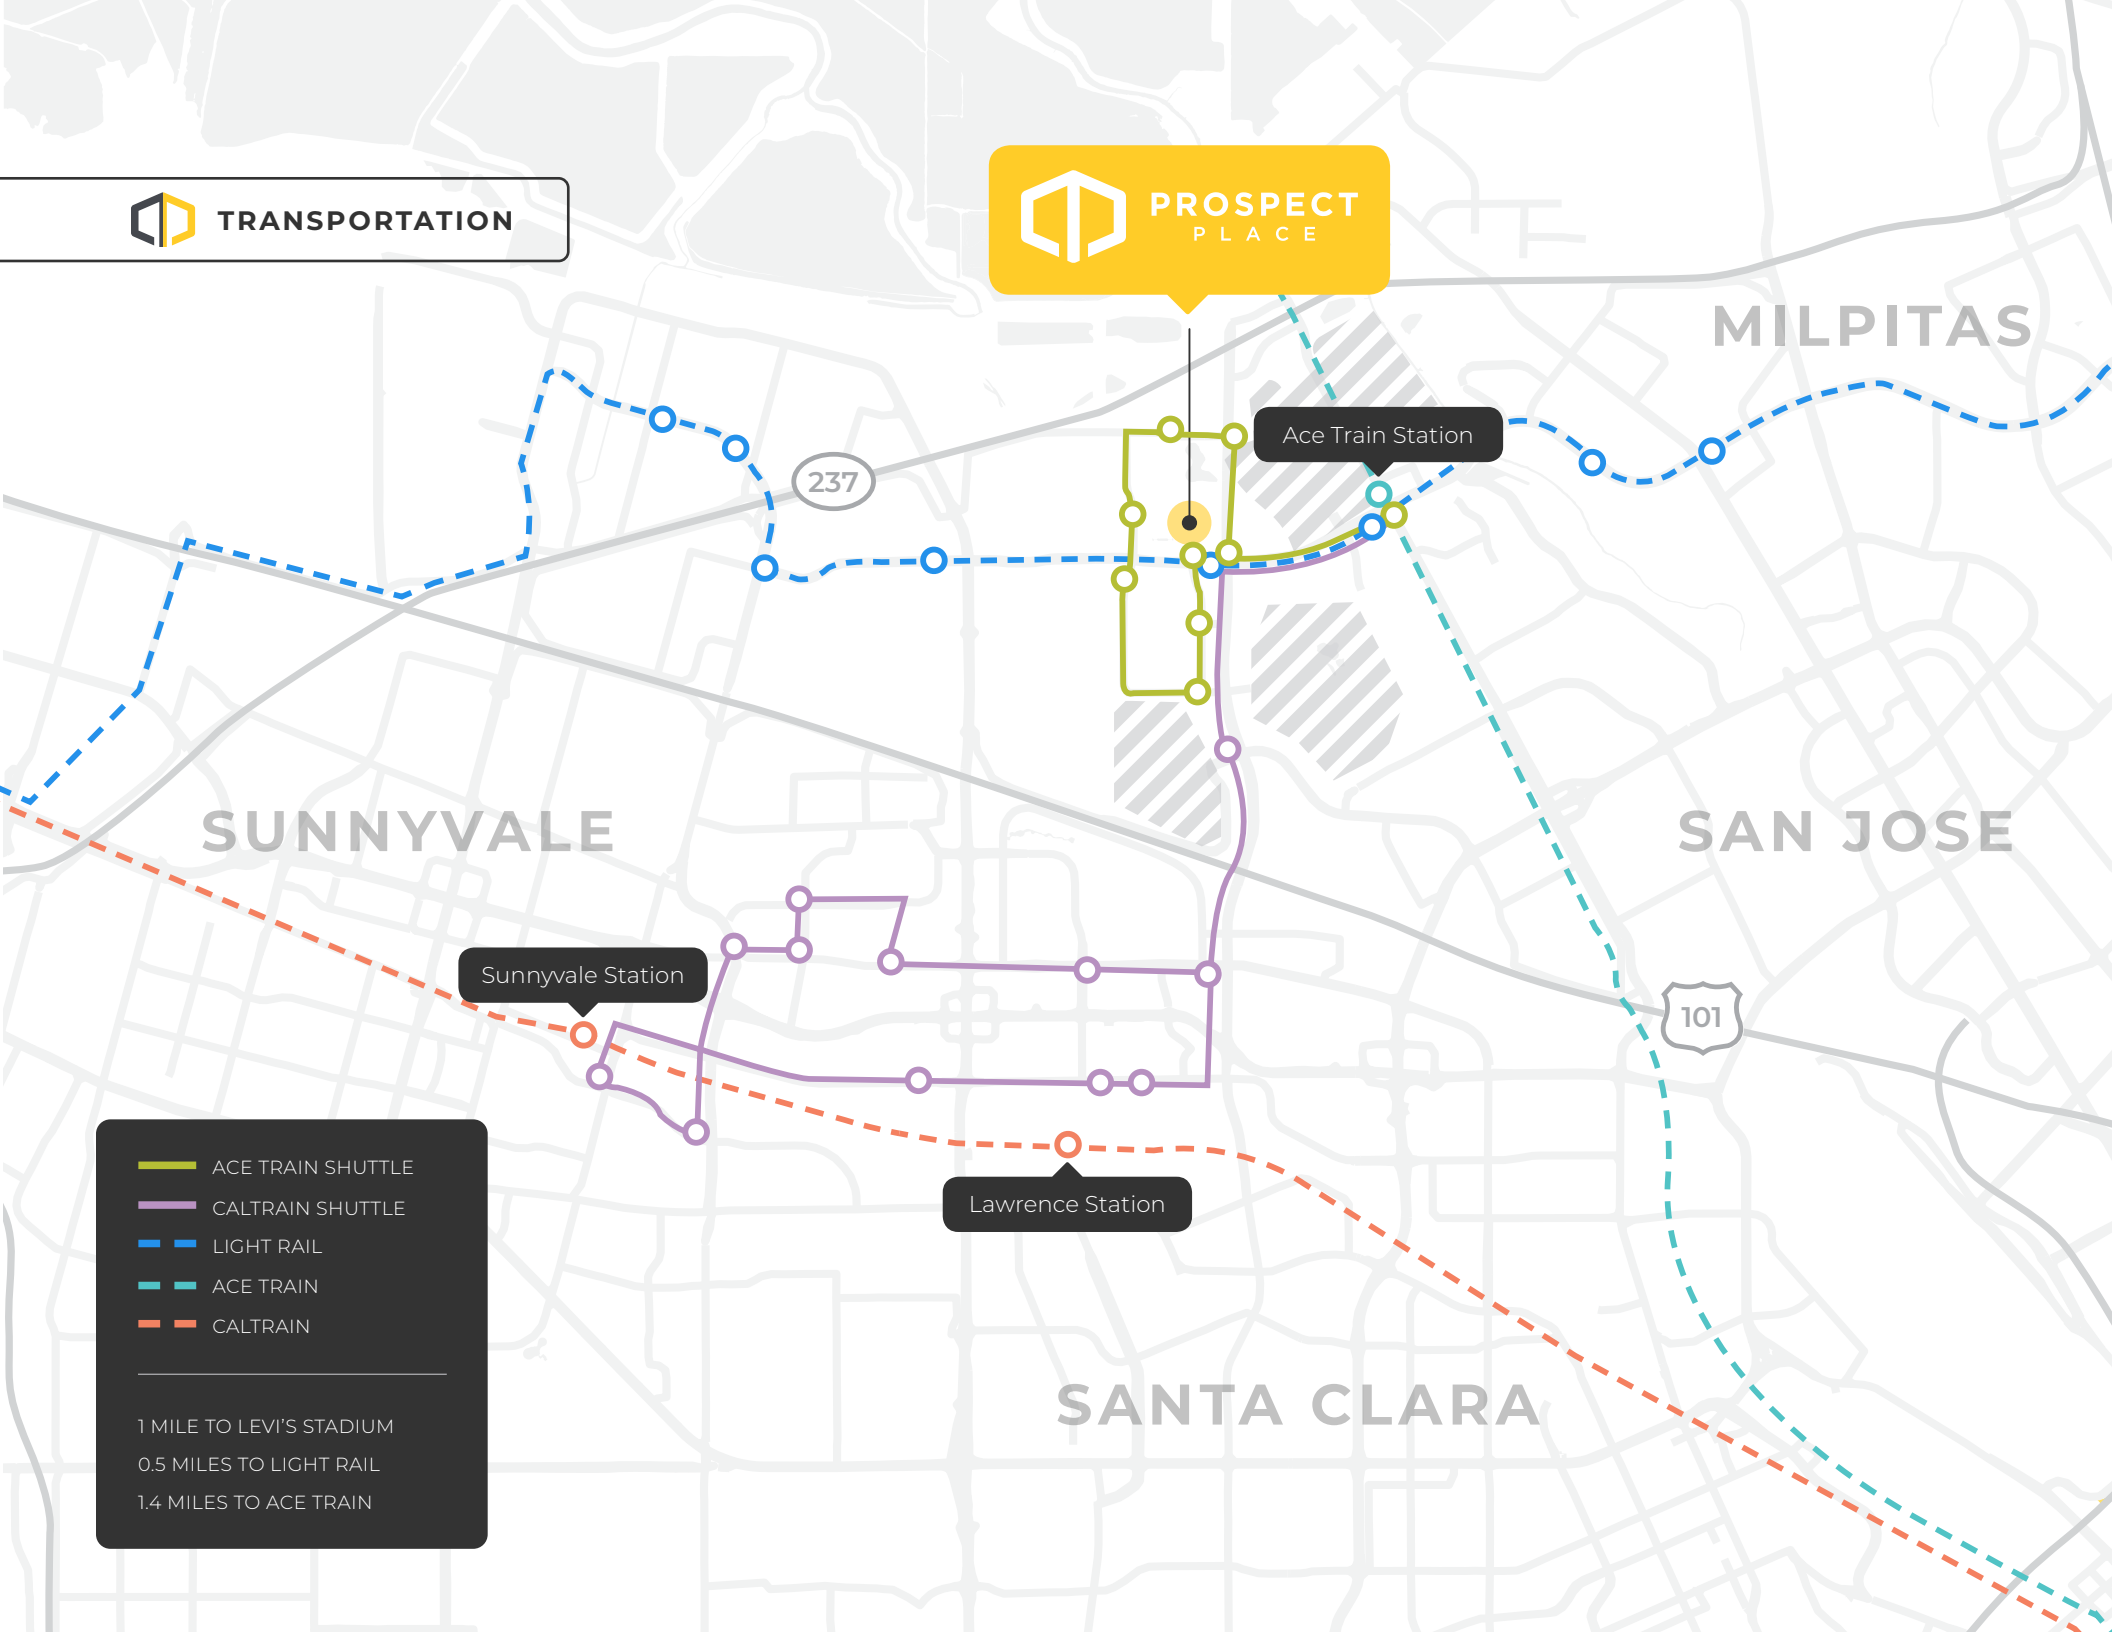 TRANSPORTATION
PROSPECT
PLACE
MILPITAS
Ace Train Station
237
SUNNYVALE
SAN JOSE
Sunnyvale Station
101
Lawrence Station
SANTA CLARA
ACE TRAIN SHUTTLE
CALTRAIN SHUTTLE
LIGHT RAIL
ACE TRAIN
CALTRAIN
1 MILE TO LEVI'S STADIUM
0.5 MILES TO LIGHT RAIL
1.4 MILES TO ACE TRAIN